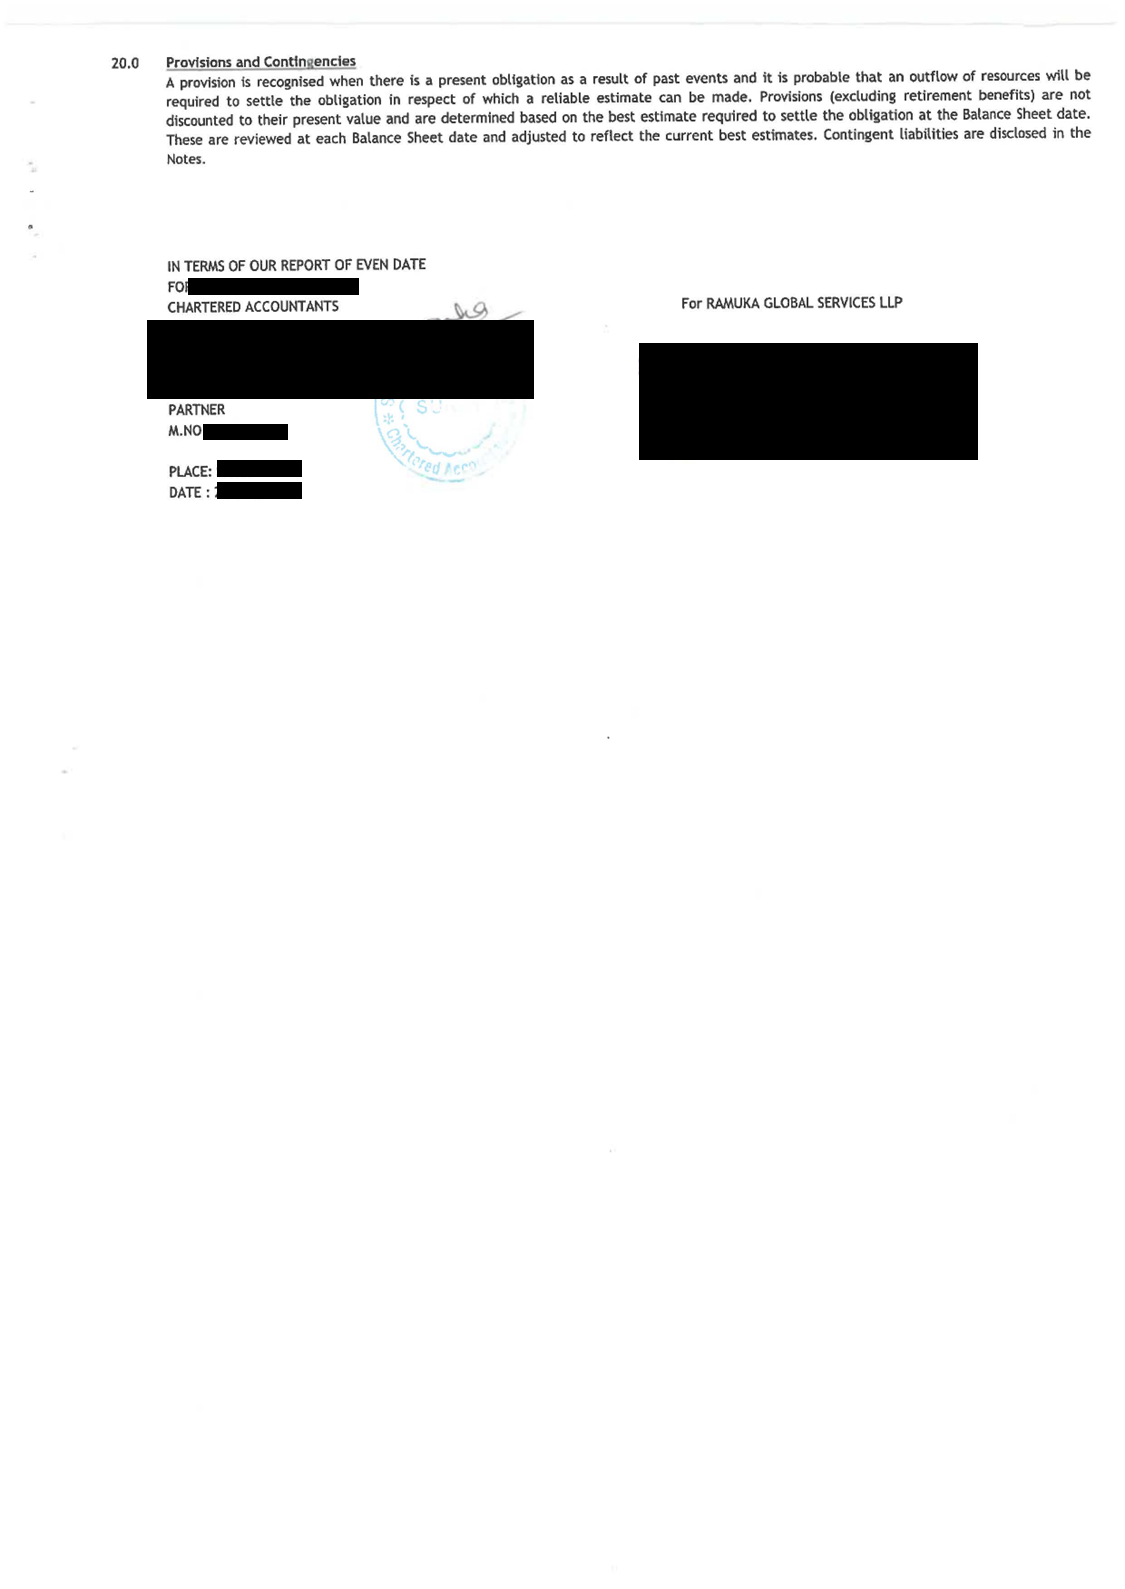 20.0 Provisions and Contingencies
A provision is recognised when there is a present obligation as a result of past events and it is probable that an outflow of resources will be
required to settle the obligation in respect of which a reliable estimate can be made. Provisions (excluding retirement benefits) are not
discounted to their present value and are determined based on the best estimate required to settle the obligation at the Balance Sheet date.
These are reviewed at each Balance Sheet date and adjusted to reflect the current best estimates. Contingent liabilities are disclosed in the
Notes.
IN TERMS OF OUR REPORT OF EVEN DATE
CHARTERED ACCOUNTANTS
For RAMUKA GLOBAL SERVICES LLP
PARTNER
M.NO
PLACE:
DATE :
Chartered